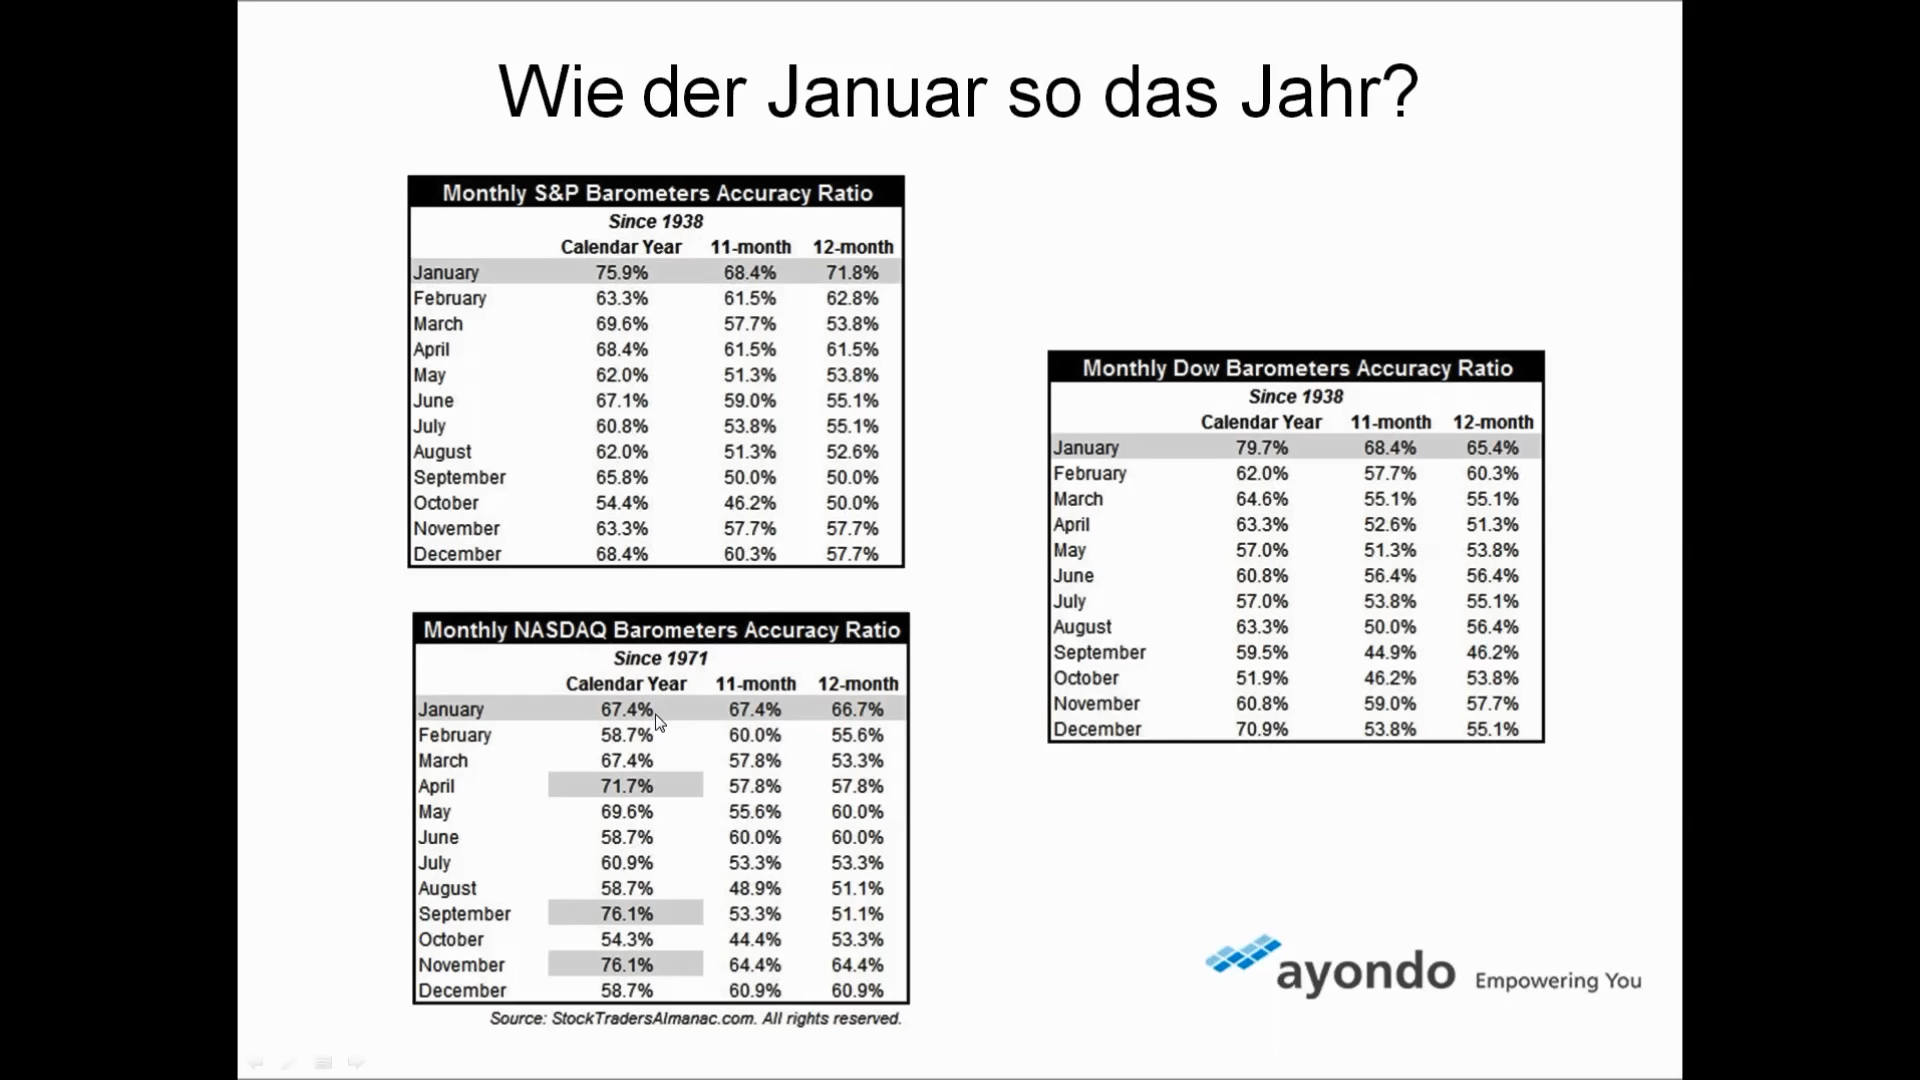 Wie der Januar so das Jahr?
Monthly S&P Barometers Accuracy Ratio
Since 1938
Calendar Year 11-month 12-month
January 75.9% 68.4% 71.8%
February 63.3% 61.5% 62.8%
March 69.6% 57.7% 53.8%
April 68.4% 61.5% 61.5%
May 62.0% 51.3% 53.8%
June 67.1% 59.0% 55.1%
July 60.8% 53.8% 55.1%
August 62.0% 51.3% 52.6%
September 65.8% 50.0% 50.0%
October 54.4% 46.2% 50.0%
November 63.3% 57.7% 57.7%
December 68.4% 60.3% 57.7%
Monthly NASDAQ Barometers Accuracy Ratio
Since 1971
Calendar Year 11-month 12-month
January 67.4% 67.4% 66.7%
February 58.7% 60.0% 55.6%
March 67.4% 57.8% 53.3%
April 71.7% 57.8% 57.8%
May 69.6% 55.6% 60.0%
June 58.7% 60.0% 60.0%
July 60.9% 53.3% 53.3%
August 58.7% 48.9% 51.1%
September 76.1% 53.3% 51.1%
October 54.3% 44.4% 53.3%
November 76.1% 64.4% 64.4%
December 58.7% 60.9% 60.9%
Source: StockTradersAlmanac.com. All rights reserved.
Monthly Dow Barometers Accuracy Ratio
Since 1938
Calendar Year 11-month 12-month
January 79.7% 68.4% 65.4%
February 62.0% 57.7% 60.3%
March 64.6% 55.1% 55.1%
April 63.3% 52.6% 51.3%
May 57.0% 51.3% 53.8%
June 60.8% 56.4% 56.4%
July 57.0% 53.8% 55.1%
August 63.3% 50.0% 56.4%
September 59.5% 44.9% 46.2%
October 51.9% 46.2% 53.8%
November 60.8% 59.0% 57.7%
December 70.9% 53.8% 55.1%
ayondo Empowering You